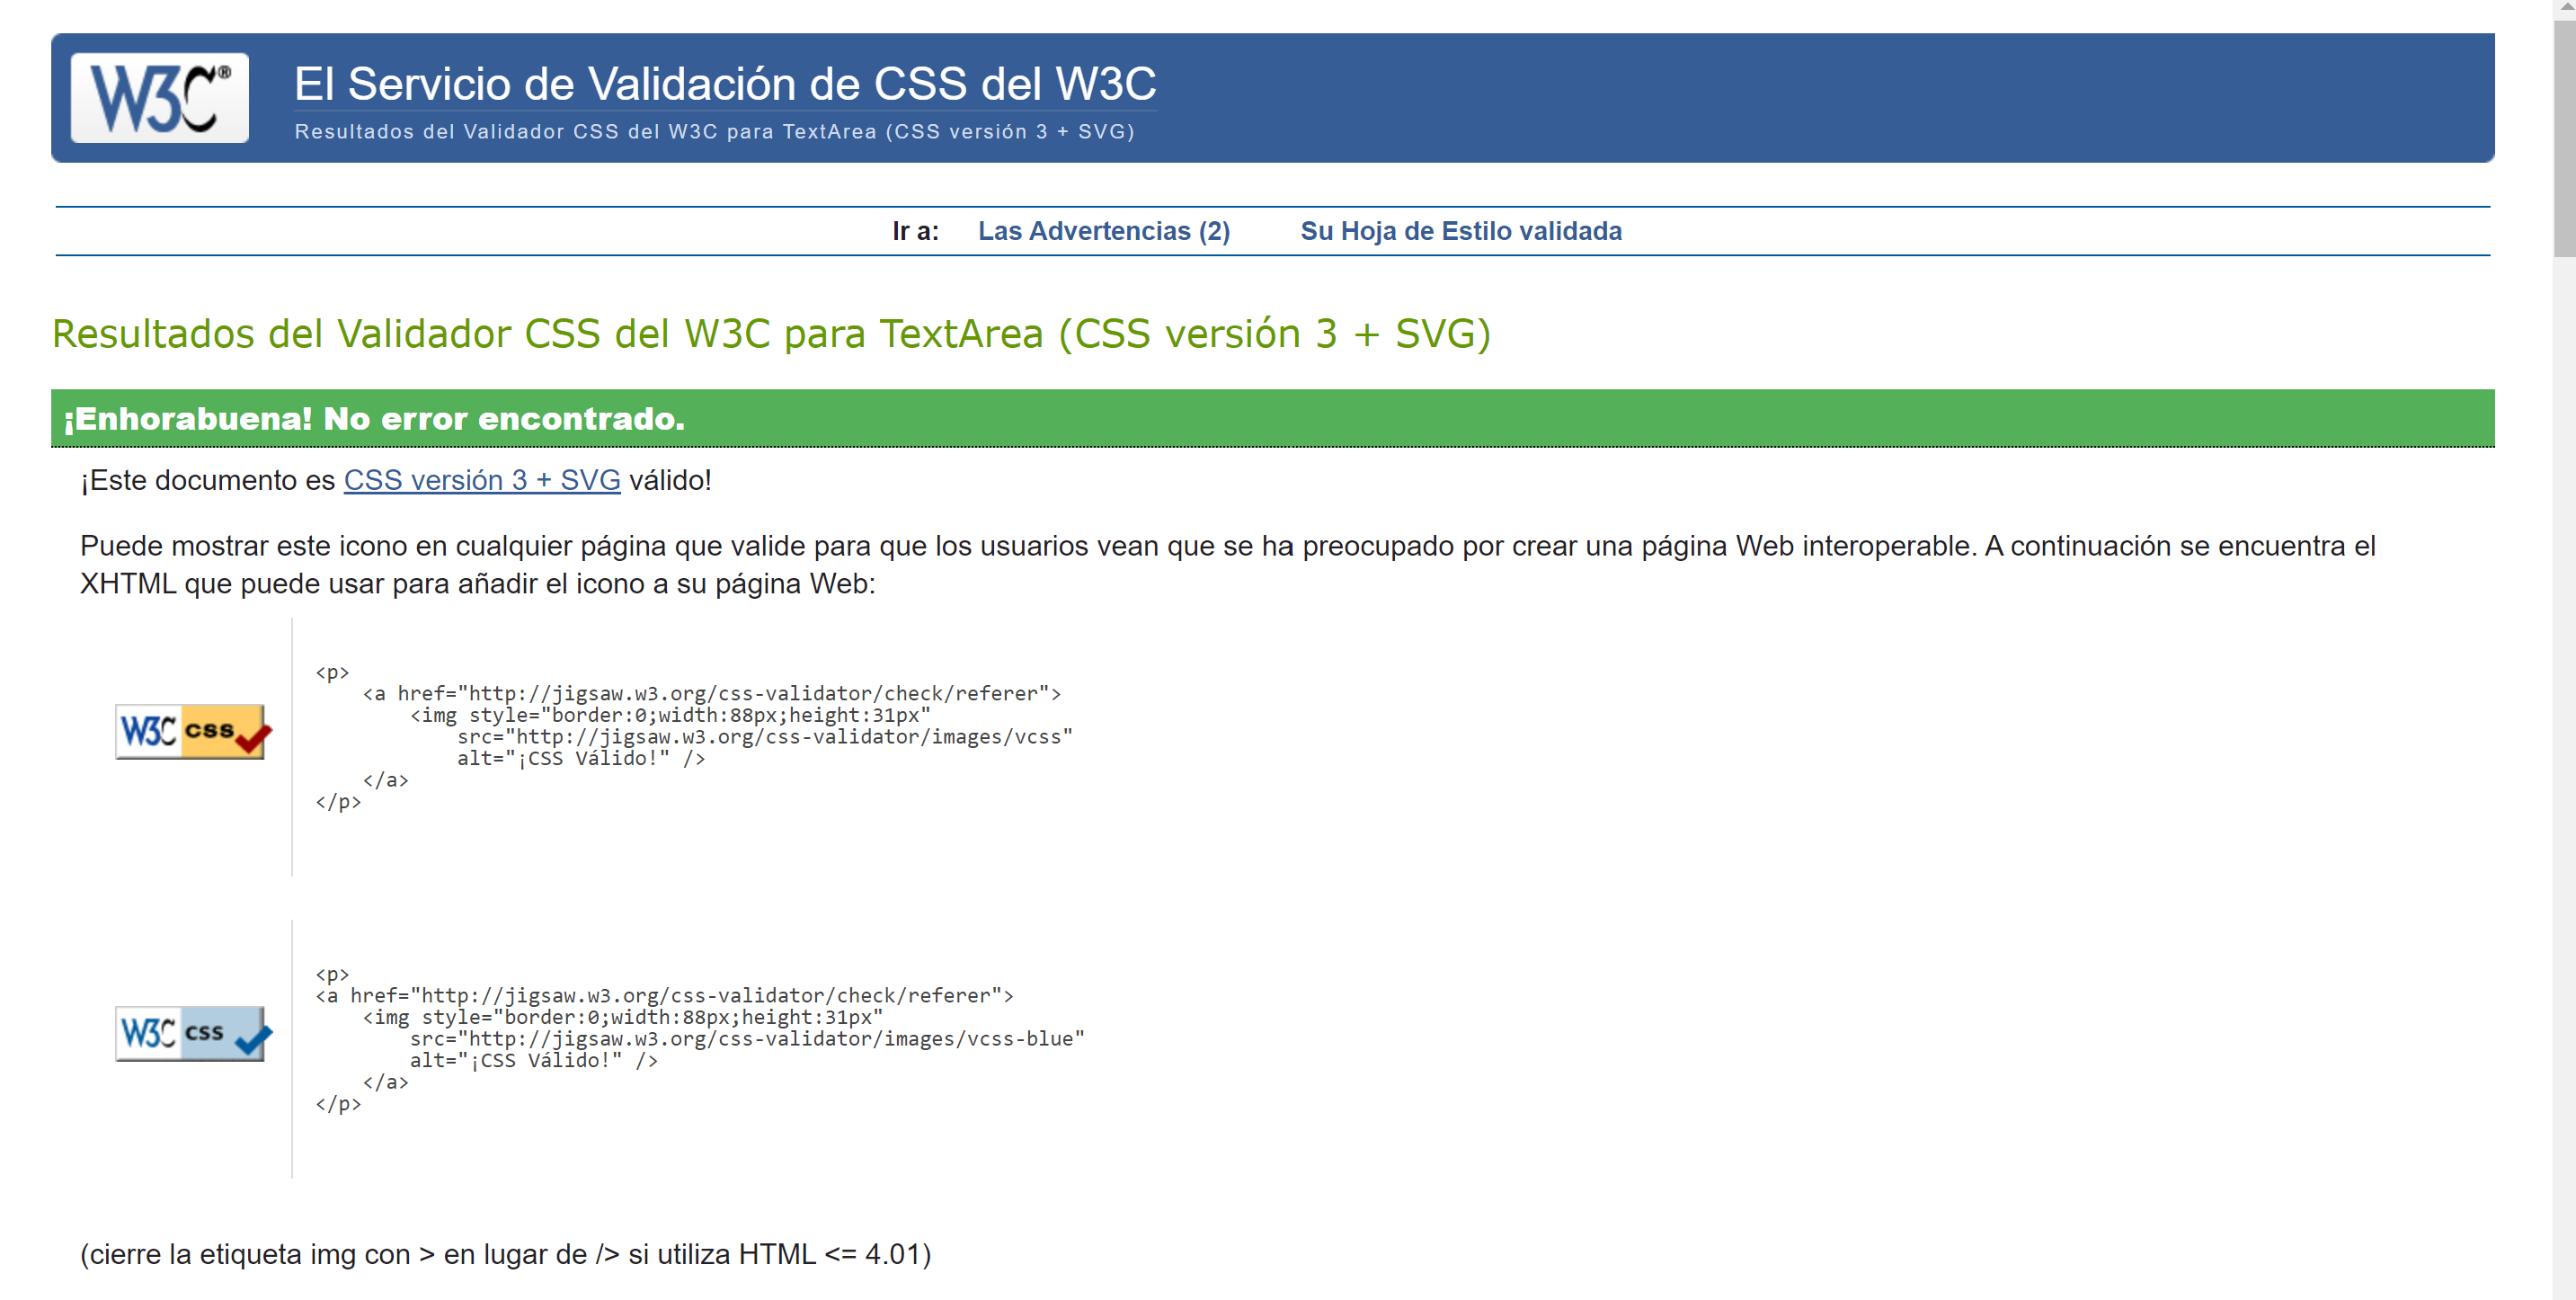 W3C®
El Servicio de Validación de CSS del W3C
Resultados del Validador CSS del W3C para TextArea (CSS versión 3 + SVG)
Ir a: Las Advertencias (2) Su Hoja de Estilo validada
Resultados del Validador CSS del W3C para TextArea (CSS versión 3 + SVG)
¡Enhorabuena! No error encontrado.
¡Este documento es CSS versión 3 + SVG válido!
Puede mostrar este icono en cualquier página que valide para que los usuarios vean que se ha preocupado por crear una página Web interoperable. A continuación se encuentra el
XHTML que puede usar para añadir el icono a su página Web:
W3C css
<p>
    <a href="http://jigsaw.w3.org/css-validator/check/referer">
        <img style="border:0;width:88px;height:31px"
            src="http://jigsaw.w3.org/css-validator/images/vcss"
            alt="¡CSS Válido!" />
    </a>
</p>
W3C css
<p>
<a href="http://jigsaw.w3.org/css-validator/check/referer">
    <img style="border:0;width:88px;height:31px"
        src="http://jigsaw.w3.org/css-validator/images/vcss-blue"
        alt="¡CSS Válido!" />
    </a>
</p>
(cierre la etiqueta img con > en lugar de /> si utiliza HTML <= 4.01)